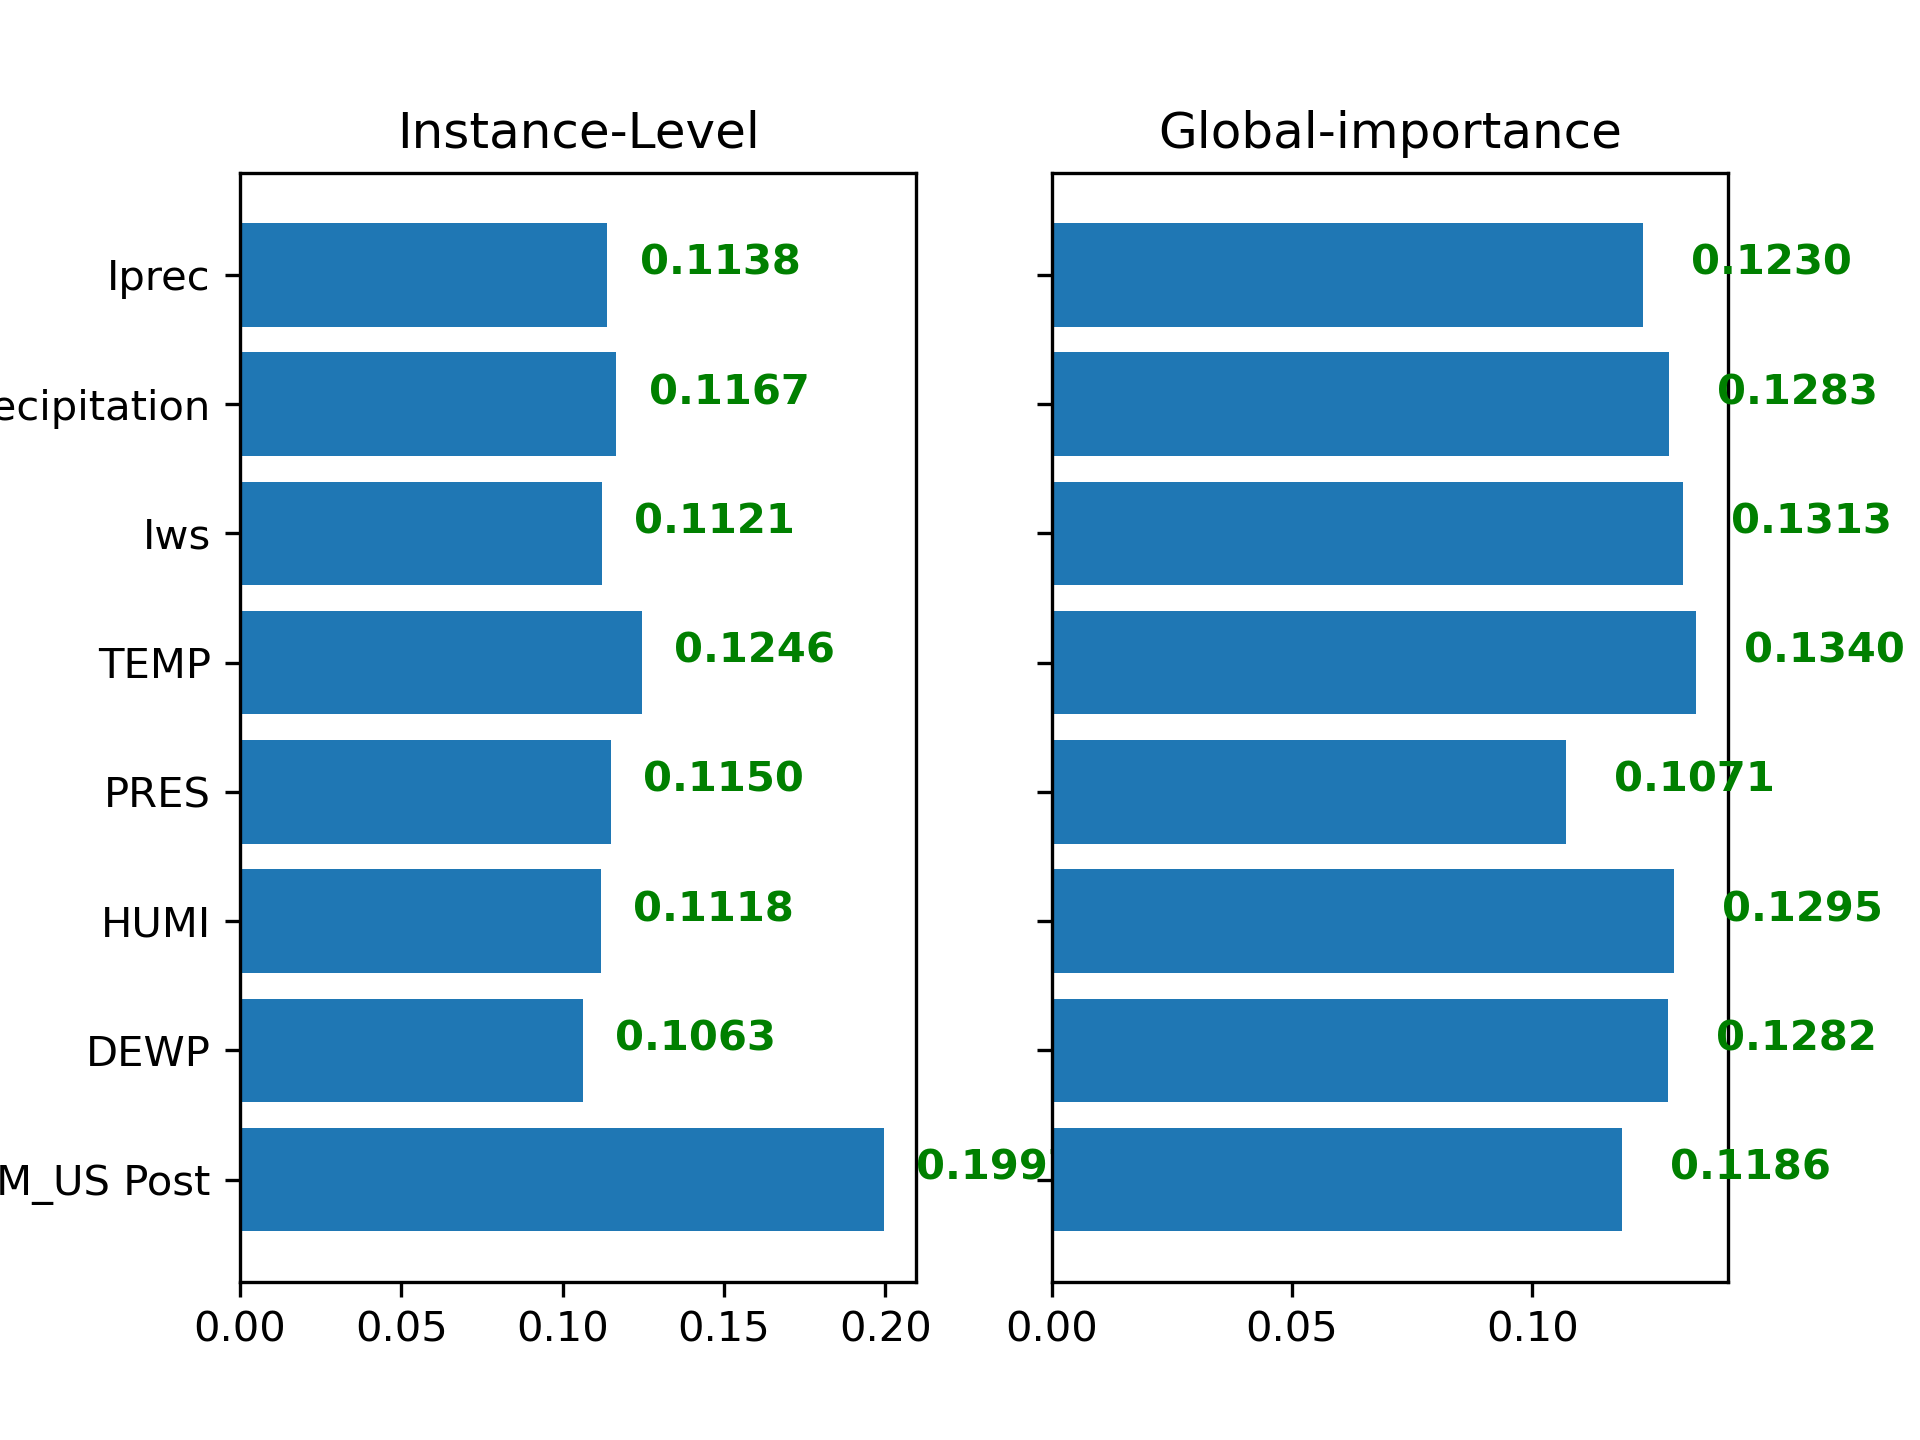 Instance-Level
Global-importance
Iprec
0.1138
0.1230
ecipitation
0.1167
0.1283
Iws
0.1121
0.1313
TEMP
0.1246
0.1340
PRES
0.1150
0.1071
HUMI
0.1118
0.1295
DEWP
0.1063
0.1282
M_US Post
0.199
0.1186
0.00 0.05 0.10 0.15 0.20
0.00 0.05 0.10